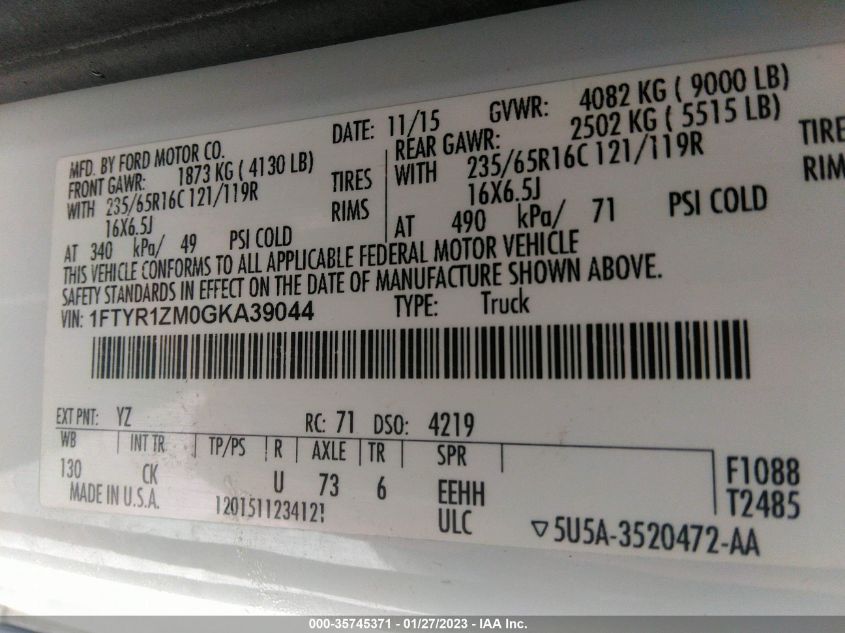 MFD. BY FORD MOTOR CO. DATE: 11/15 GVWR: 4082 KG ( 9000 LB)
FRONT GAWR: 1873 KG ( 4130 LB) REAR GAWR: 2502 KG ( 5515 LB)
WITH 235/65R16C 121/119R TIRES WITH 235/65R16C 121/119R TIRE
16X6.5J RIMS 16X6.5J RIM
AT 340 kPa/ 49 PSI COLD AT 490 kPa/ 71 PSI COLD
THIS VEHICLE CONFORMS TO ALL APPLICABLE FEDERAL MOTOR VEHICLE
SAFETY STANDARDS IN EFFECT ON THE DATE OF MANUFACTURE SHOWN ABOVE.
VIN: 1FTYR1ZM0GKA39044 TYPE: Truck
EXT PNT: YZ RC: 71 DSO: 4219
WB INT TR TP/PS R AXLE TR SPR
130 CK U 73 6 EEHH F1088
MADE IN U.S.A. ULC T2485
▽5U5A-3520472-AA
000-35745371 - 01/27/2023 - IAA Inc.